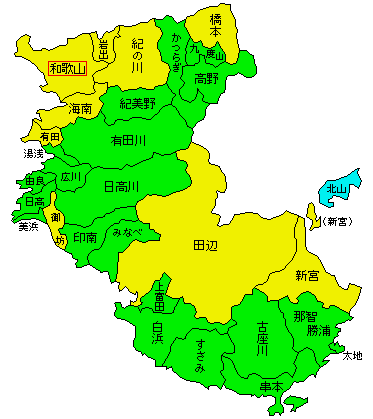 橋本
岩出
紀の川
かつらぎ
九度山
和歌山
高野
海南
紀美野
有田
有田川
湯浅
広川
由良
日高川
北山
日高
御坊
美浜
印南
みなべ
田辺
(新宮)
新宮
上富田
白浜
すさみ
古座川
那智
勝浦
太地
串本